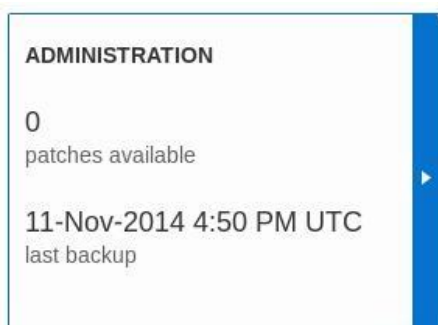 ADMINISTRATION
0
patches available
11-Nov-2014 4:50 PM UTC
last backup